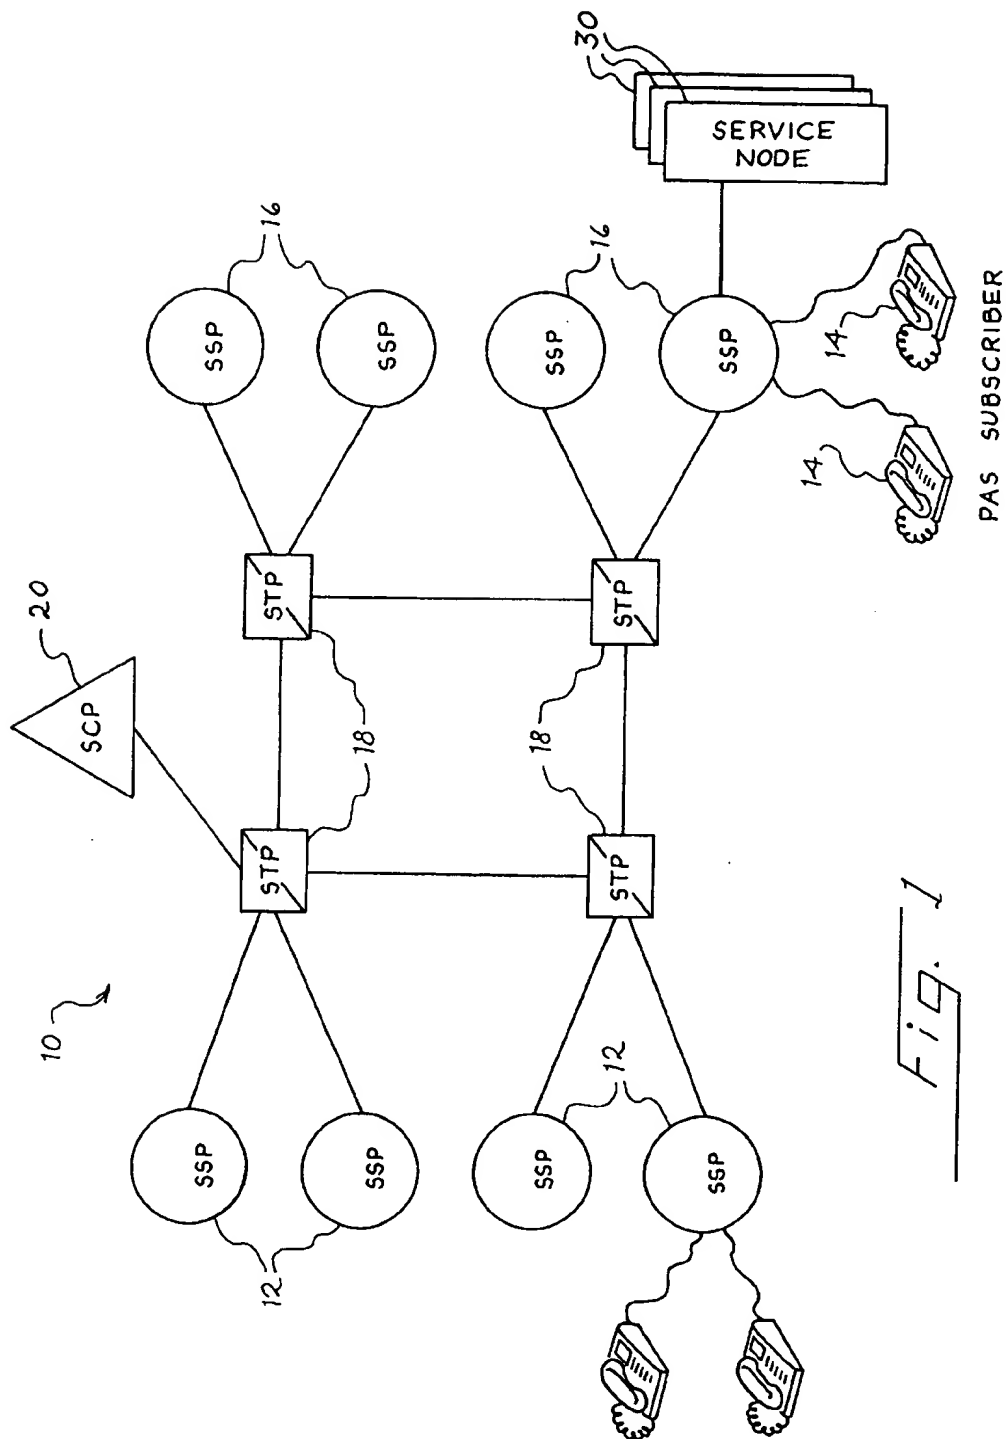 20
10
SCP
SSP
SSP
12
STP
STP
16
18
SSP
SSP
18
SSP
SSP
30
16
12
STP
STP
SSP
SSP
SERVICE
NODE
14
14
Fig. 1
PAS SUBSCRIBER